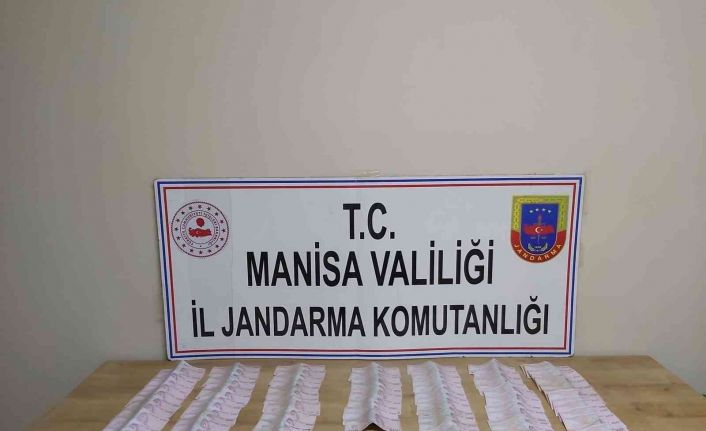 T.C.
MANİSA VALİLİĞİ
İL JANDARMA KOMUTANLIĞI
JANDARMA